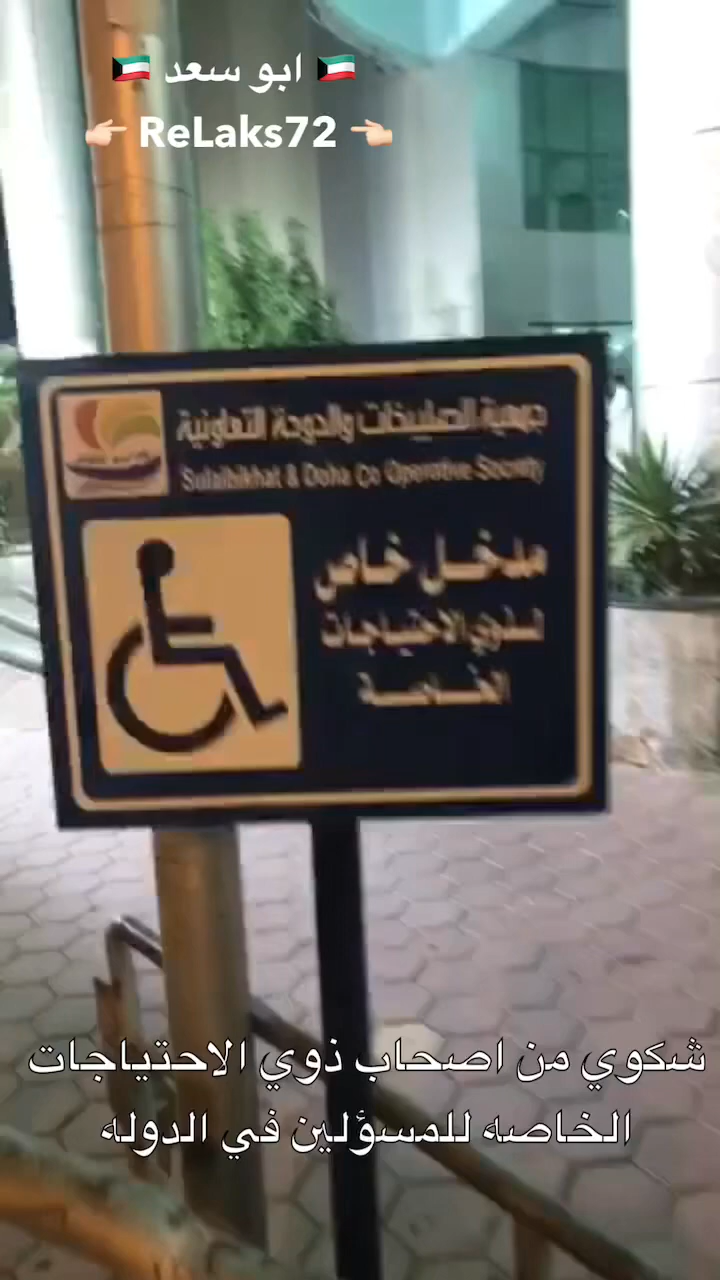 🇰🇼 ابو سعد 🇰🇼
👉🏻 ReLaks72 👈🏻
جمعية الصليبخات والدوحة التعاونية
Sulaibikhat & Doha Co Operative Society
مدخل خاص
لذوي الاحتياجات
الخاصة
شكوي من اصحاب ذوي الاحتياجات
الخاصه للمسؤلين في الدوله